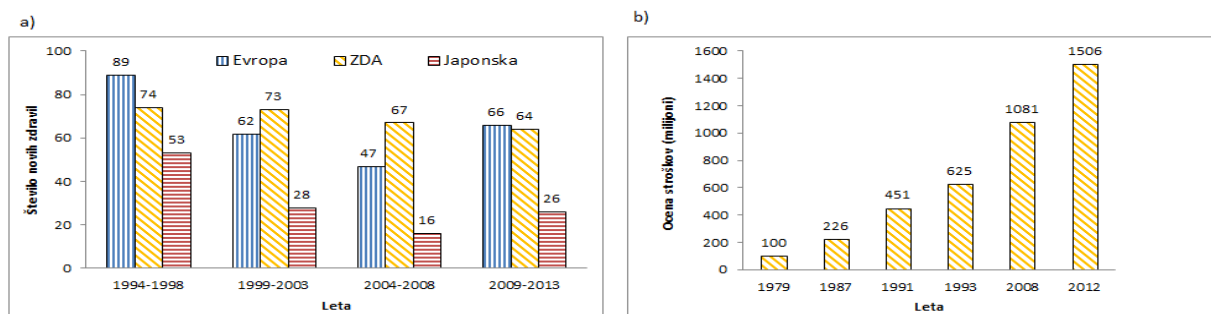 a)
Število novih zdravil
100
80
60
40
20
0
Evropa ZDA Japonska
89 74 53
62 73 28
47 67 16
66 64 26
1994-1998 1999-2003 2004-2008 2009-2013
Leta
b)
Ocena stroškov (milijoni)
1600
1400
1200
1000
800
600
400
200
0
100 226 451 625 1081 1506
1979 1987 1991 1993 2008 2012
Leta